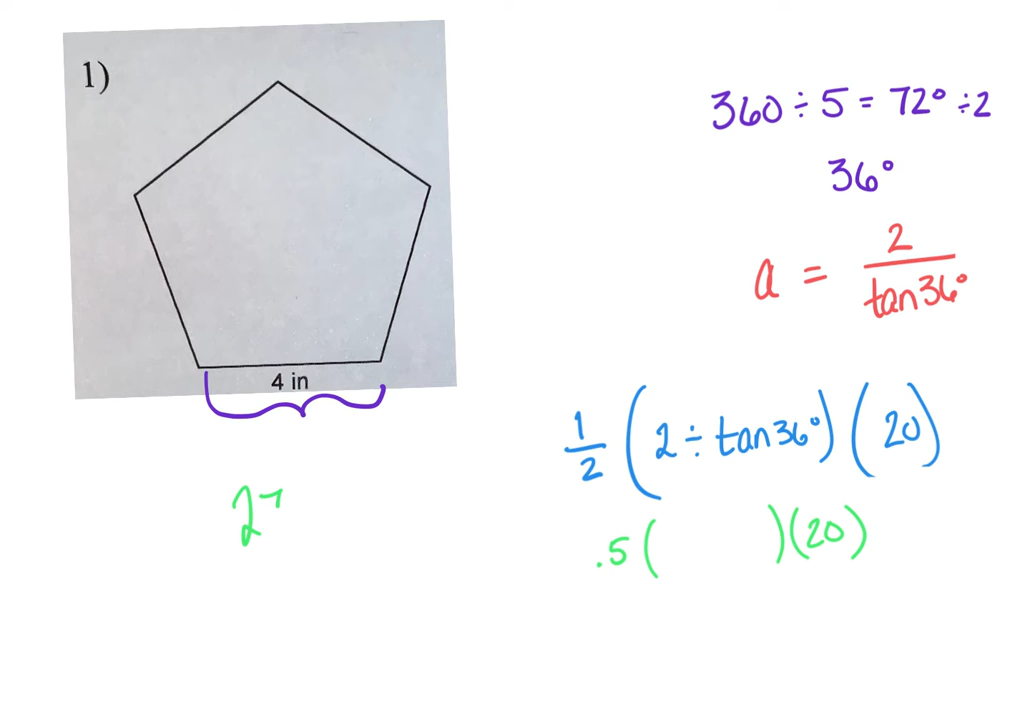 1)
4 in
360 ÷ 5 = 72° ÷2
36°
a = 2/tan36°
1/2 (2 ÷ tan36°) (20)
.5 (        )(20)
2